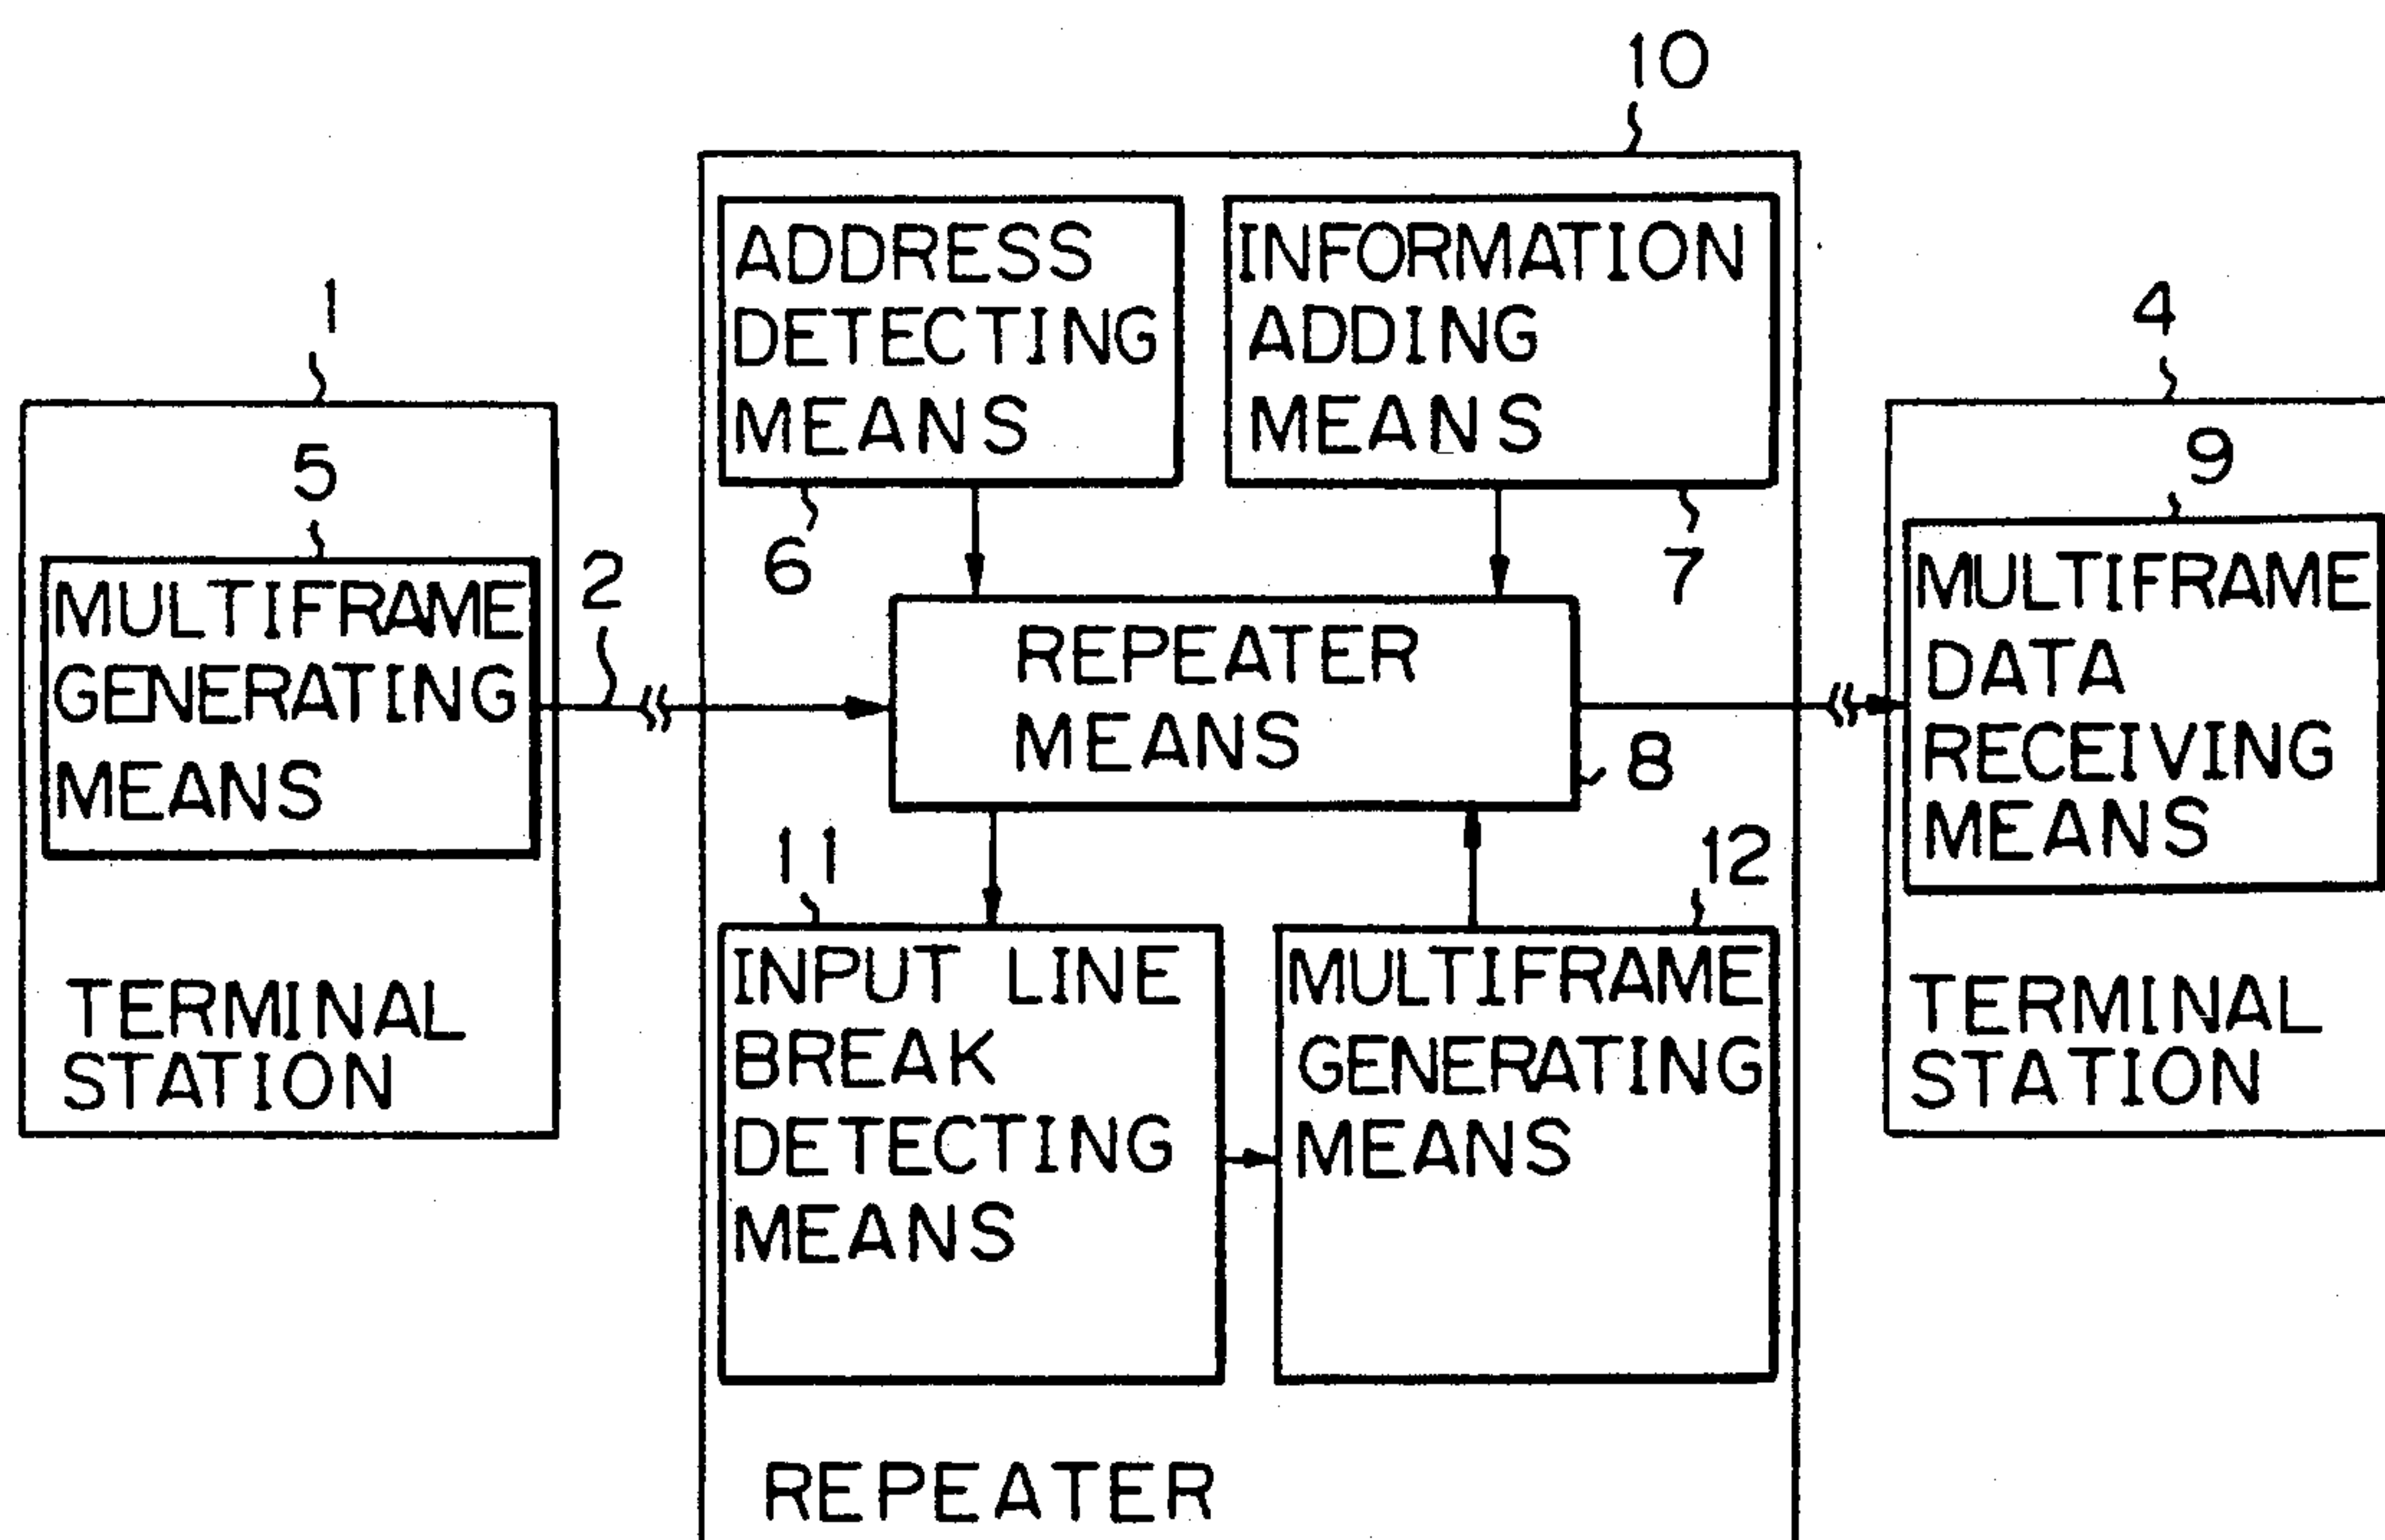 10
ADDRESS
DETECTING
MEANS
INFORMATION
ADDING
MEANS
1
4
5
9
6
7
2
MULTIFRAME
GENERATING
MEANS
REPEATER
MEANS
8
MULTIFRAME
DATA
RECEIVING
MEANS
11
12
INPUT LINE
BREAK
DETECTING
MEANS
MULTIFRAME
GENERATING
MEANS
TERMINAL
STATION
TERMINAL
STATION
REPEATER